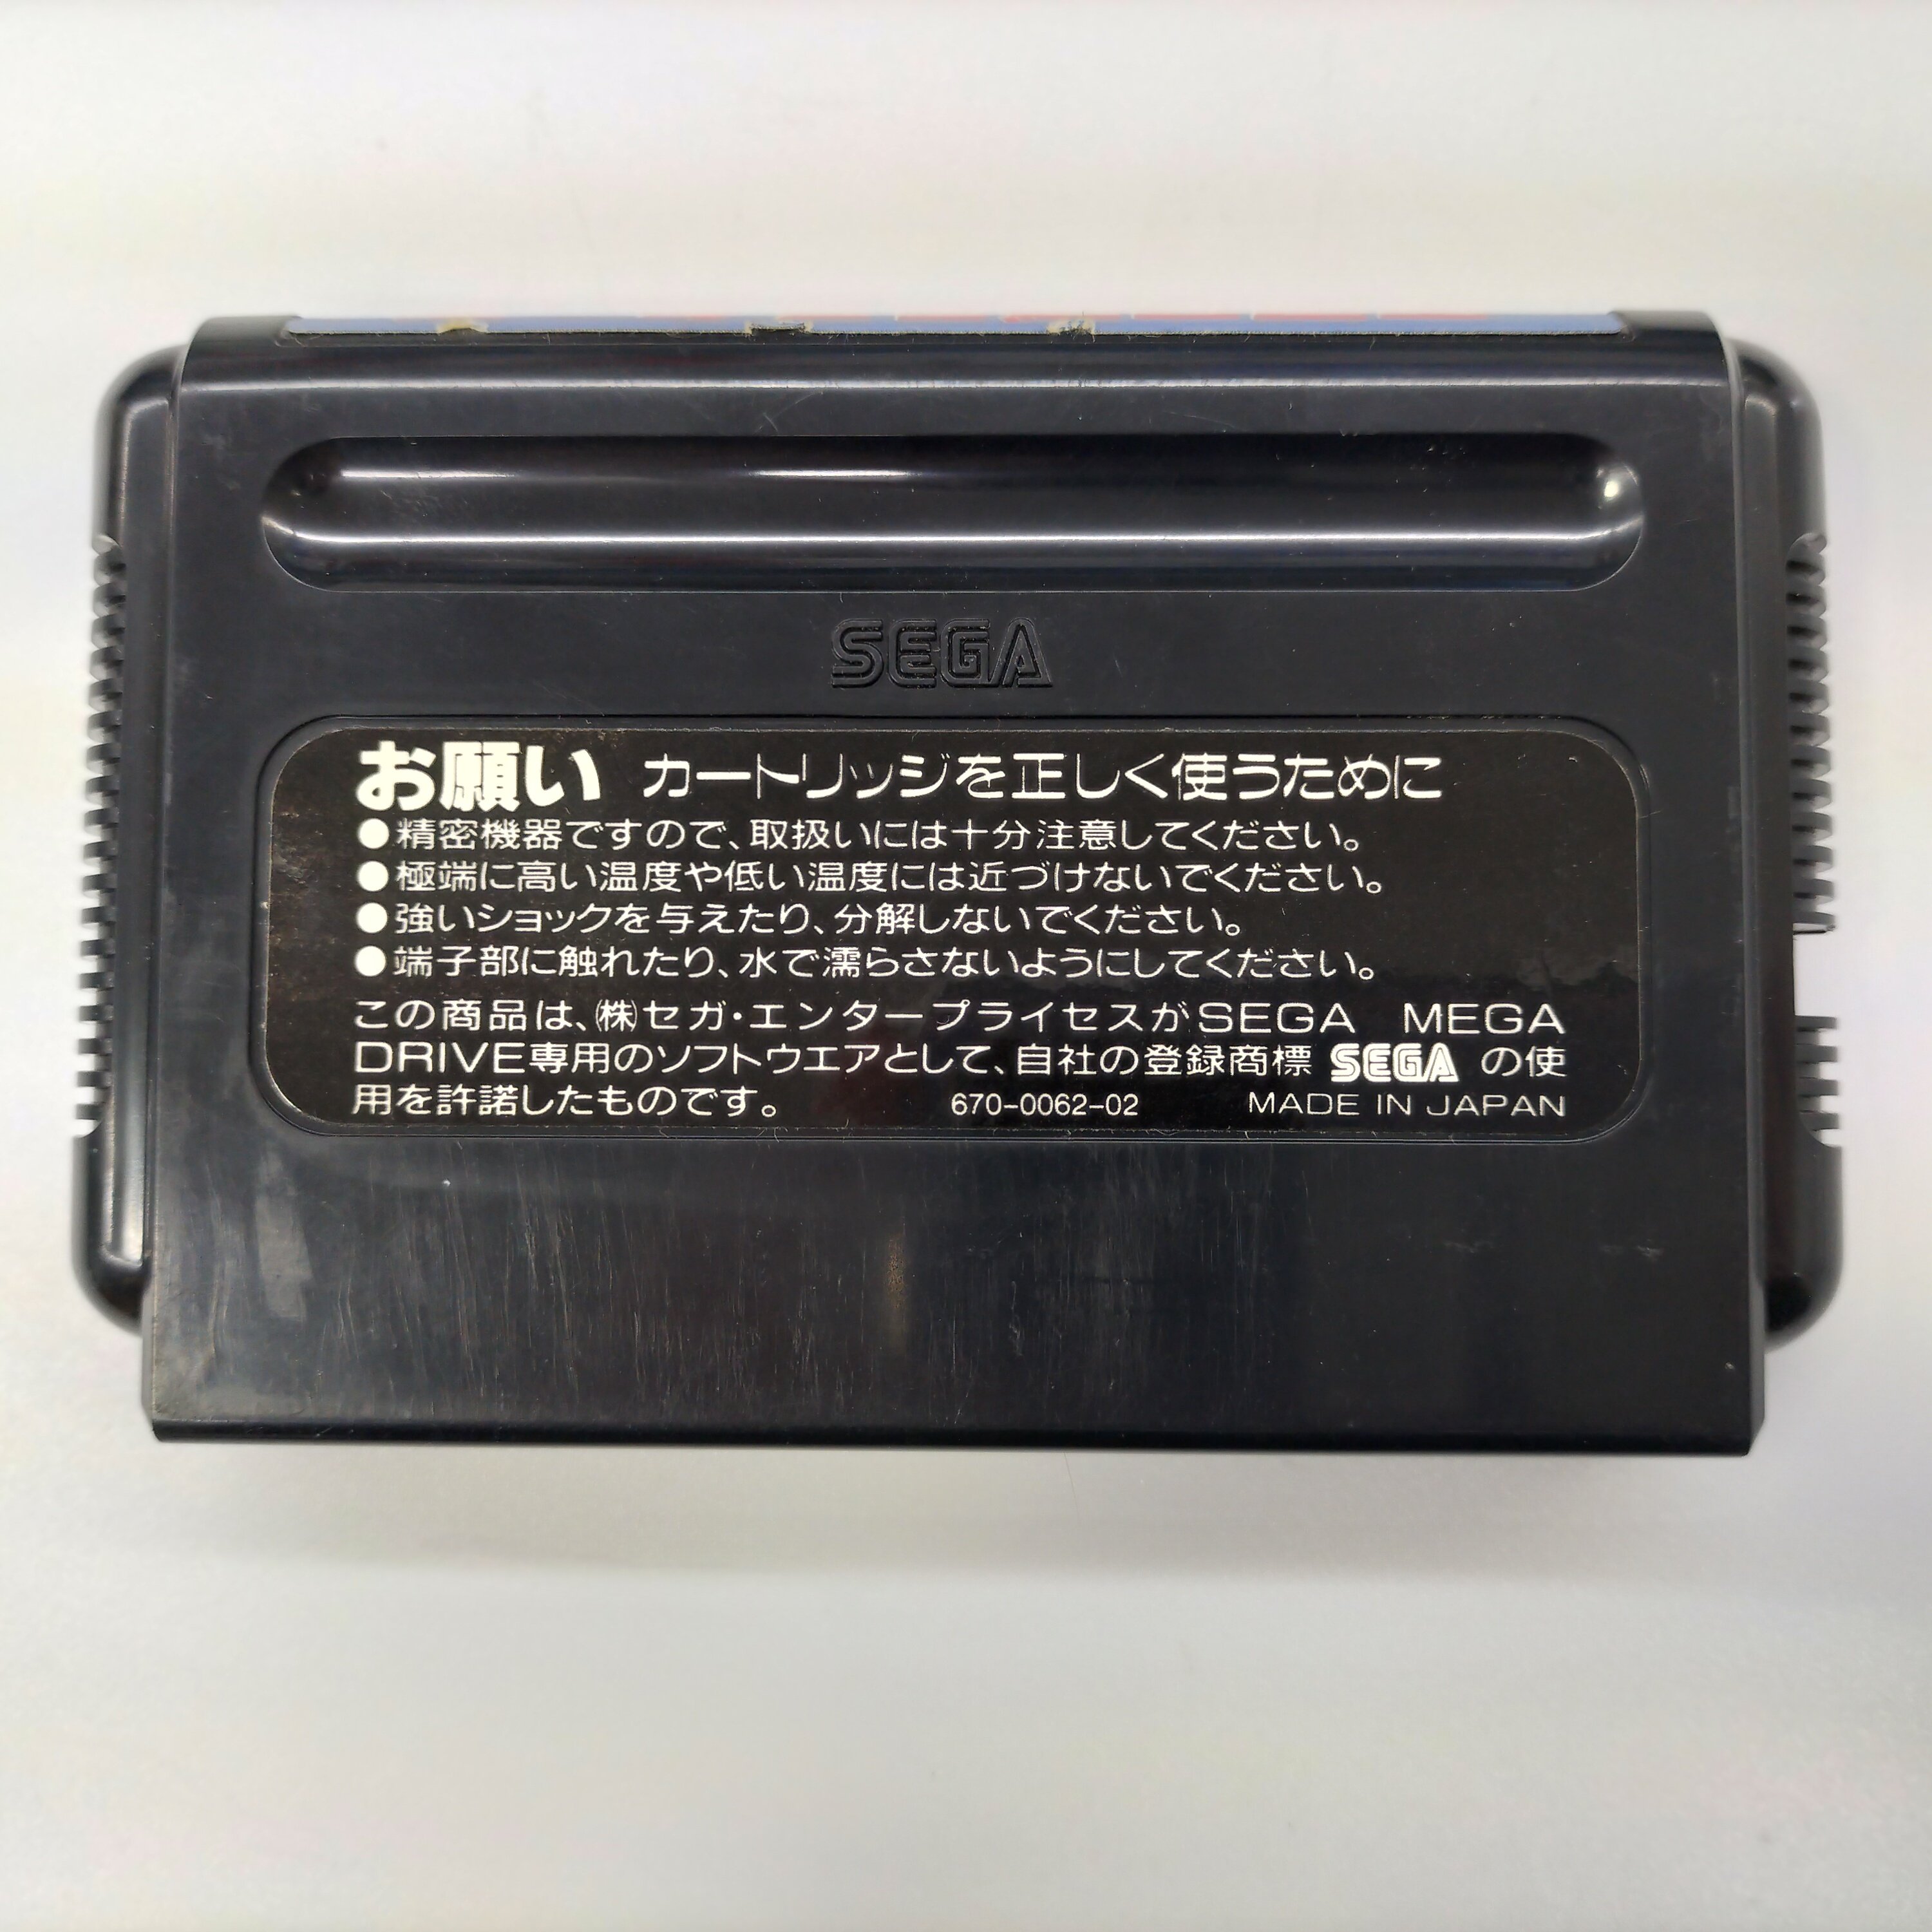 SEGA
お願い カートリッジを正しく使うために
●精密機器ですので、取扱いには十分注意してください。
●極端に高い温度や低い温度には近づけないでください。
●強いショックを与えたり、分解しないでください。
●端子部に触れたり、水で濡らさないようにしてください。
この商品は、㈱セガ・エンタープライセスがSEGA MEGA
DRIVE専用のソフトウエアとして、自社の登録商標 SEGA の使
用を許諾したものです。 670-0062-02 MADE IN JAPAN